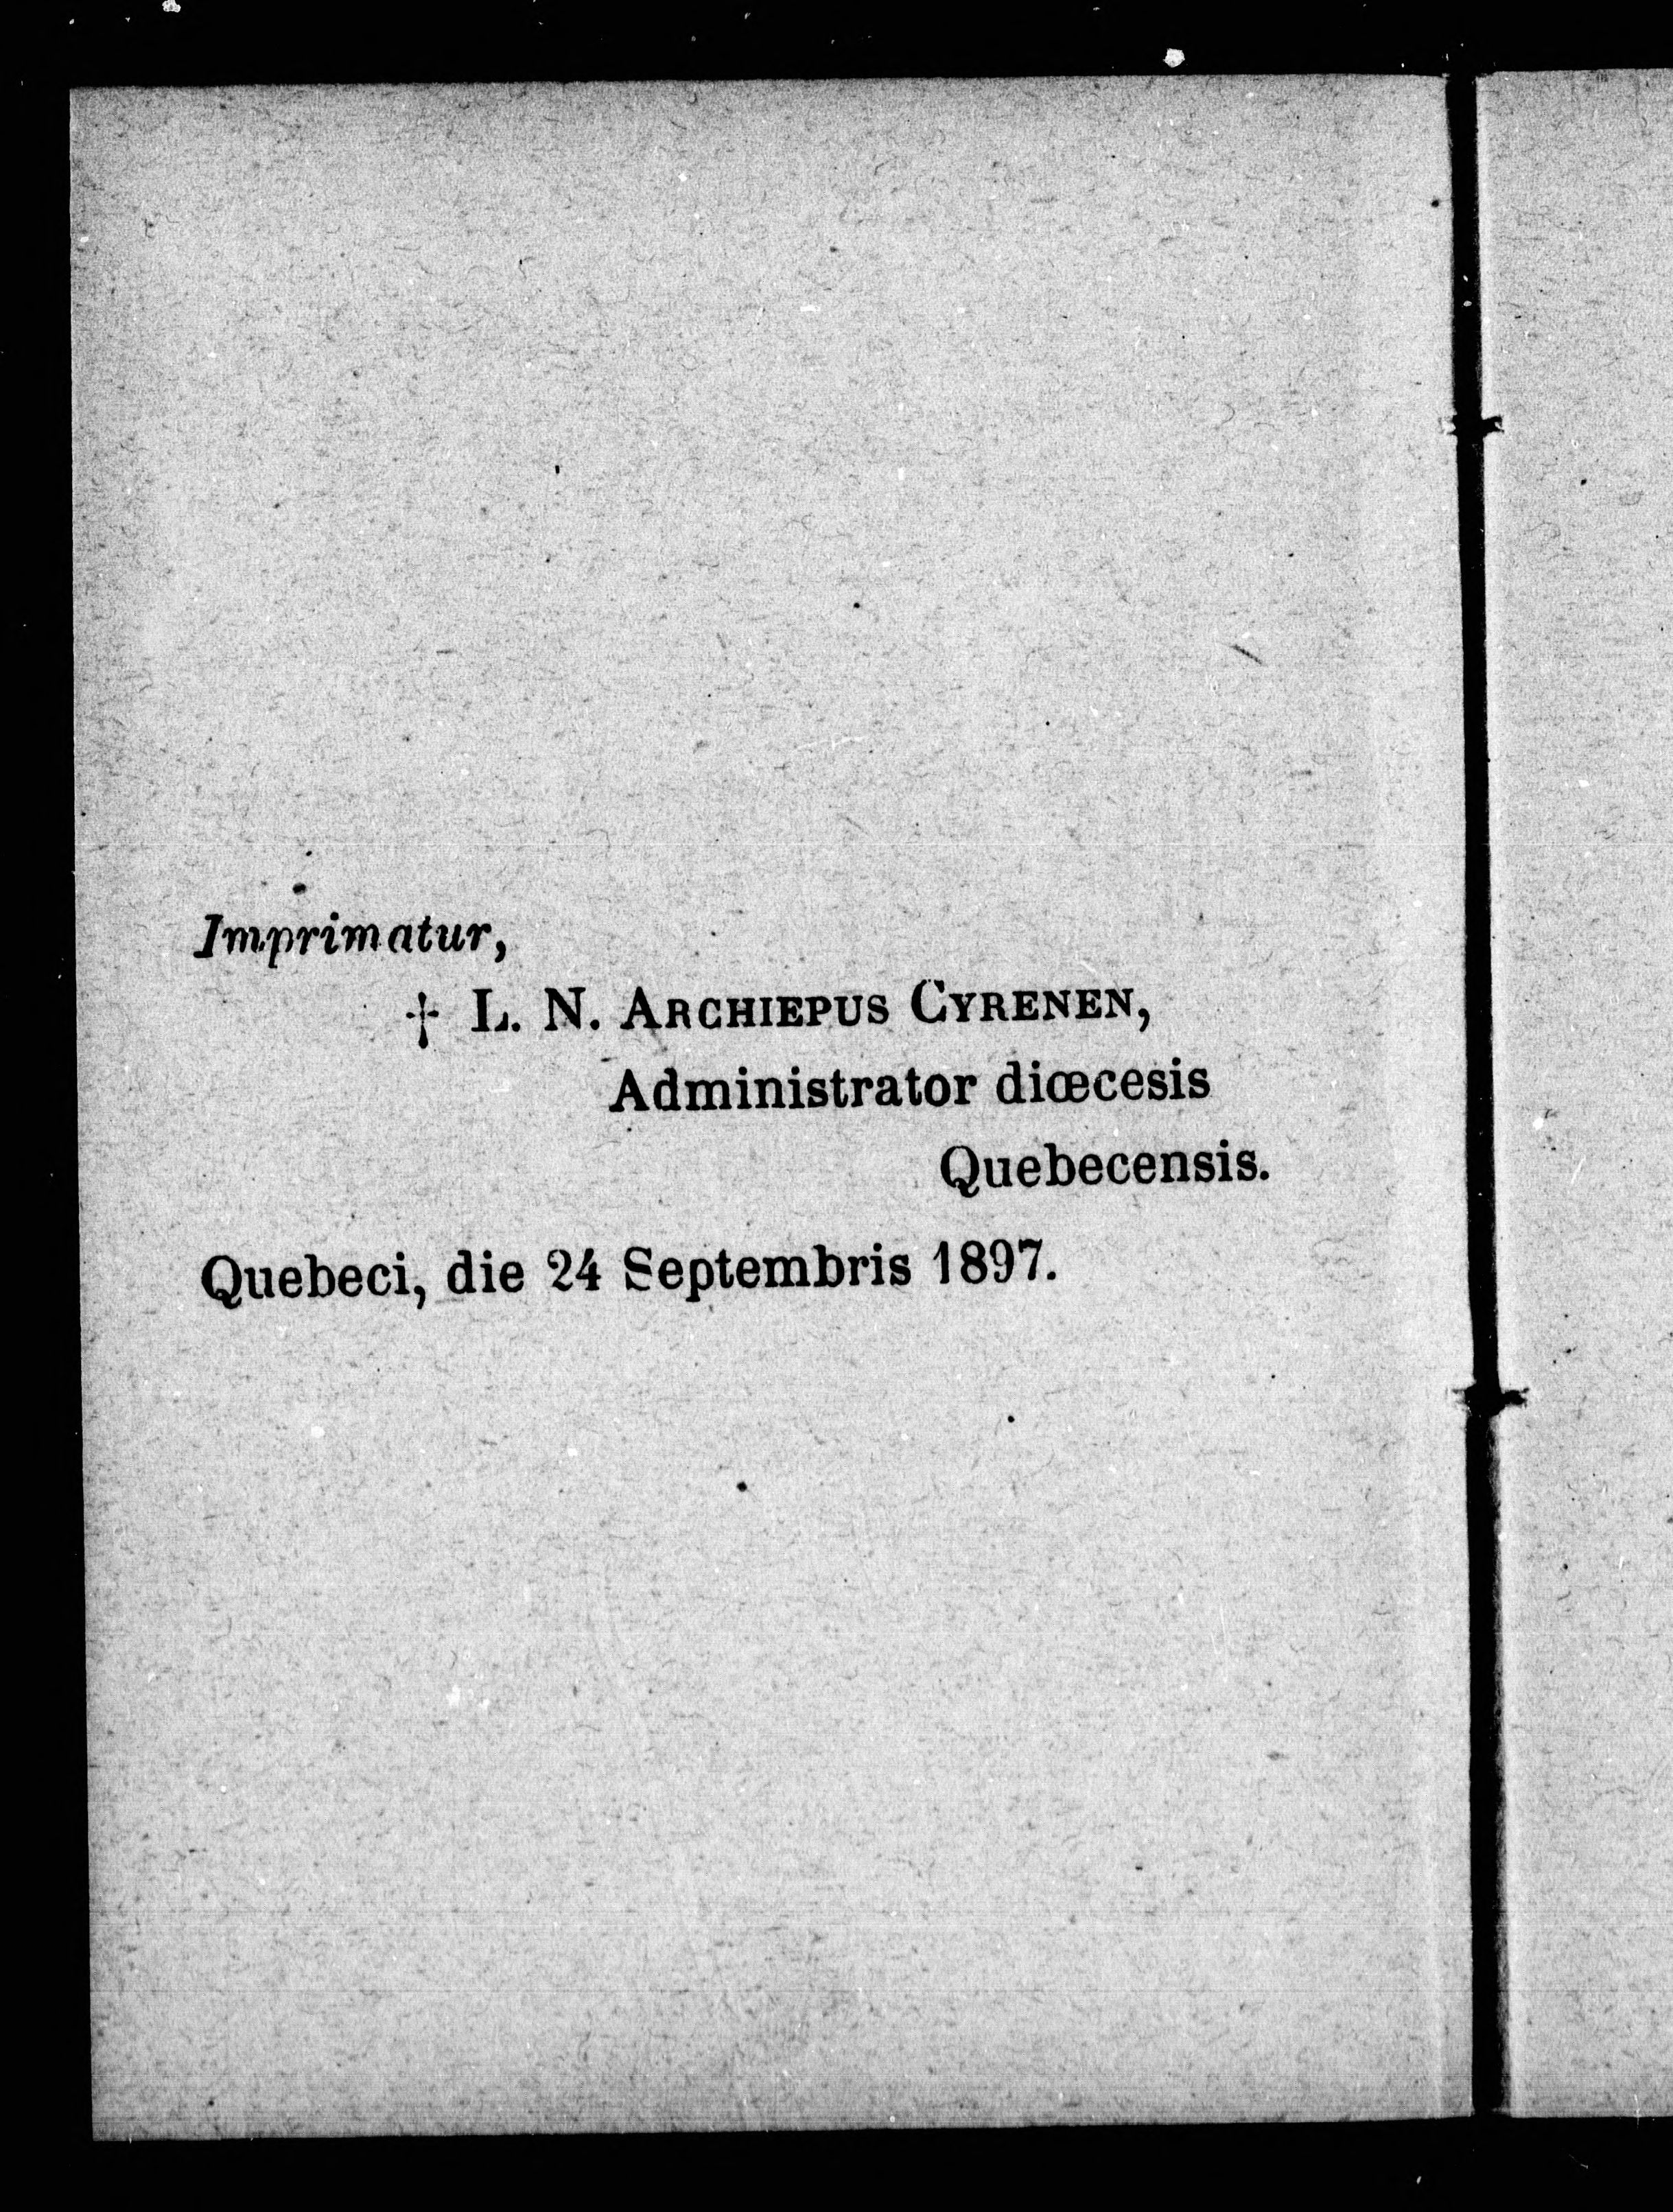 Imprimatur,
† L. N. ARCHIEPUS CYRENEN,
Administrator diœcesis
Quebecensis.
Quebeci, die 24 Septembris 1897.